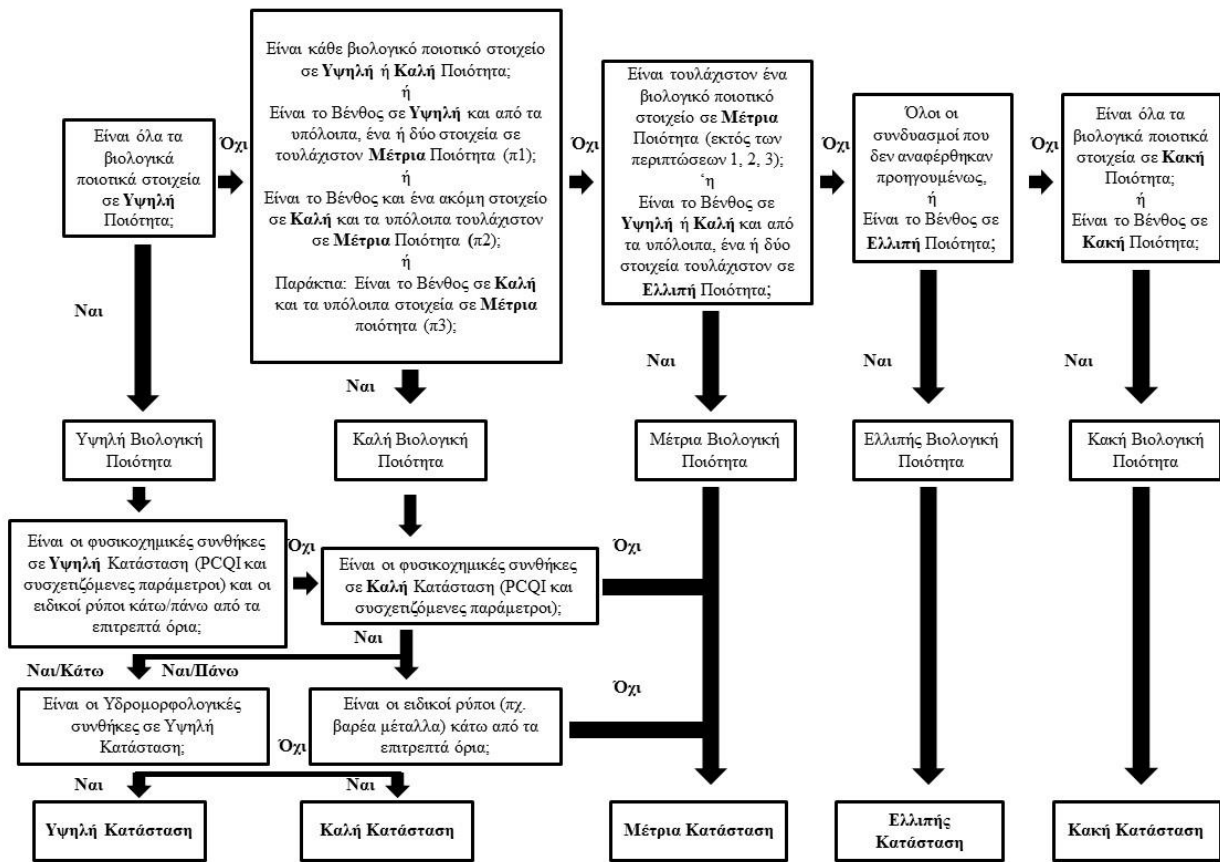 Είναι όλα τα
βιολογικά
ποιοτικά στοιχεία
σε Υψηλή
Ποιότητα;
Όχι
Είναι κάθε βιολογικό ποιοτικό στοιχείο
σε Υψηλή ή Καλή Ποιότητα;
ή
Είναι το Βένθος σε Υψηλή και από τα
υπόλοιπα, ένα ή δύο στοιχεία σε
τουλάχιστον Μέτρια Ποιότητα (π1);
ή
Είναι το Βένθος και ένα ακόμη στοιχείο
σε Καλή και τα υπόλοιπα τουλάχιστον
σε Μέτρια Ποιότητα (π2);
ή
Παράκτια: Είναι το Βένθος σε Καλή
και τα υπόλοιπα στοιχεία σε Μέτρια
ποιότητα (π3);
Όχι
Είναι τουλάχιστον ένα
βιολογικό ποιοτικό
στοιχείο σε Μέτρια
Ποιότητα (εκτός των
περιπτώσεων 1, 2, 3);
‘η
Είναι το Βένθος σε
Υψηλή ή Καλή και από
τα υπόλοιπα, ένα ή δύο
στοιχεία τουλάχιστον σε
Ελλιπή Ποιότητα;
Όχι
Όλοι οι
συνδυασμοί που
δεν αναφέρθηκαν
προηγουμένως,
ή
Είναι το Βένθος σε
Ελλιπή Ποιότητα;
Όχι
Είναι όλα τα
βιολογικά ποιοτικά
στοιχεία σε Κακή
Ποιότητα;
ή
Είναι το Βένθος σε
Κακή Ποιότητα;
Ναι
Ναι
Ναι
Ναι
Ναι
Υψηλή Βιολογική
Ποιότητα
Καλή Βιολογική
Ποιότητα
Μέτρια Βιολογική
Ποιότητα
Ελλιπής Βιολογική
Ποιότητα
Κακή Βιολογική
Ποιότητα
Είναι οι φυσικοχημικές συνθήκες
σε Υψηλή Κατάσταση (PCQI και
συσχετιζόμενες παράμετροι) και οι
ειδικοί ρύποι κάτω/πάνω από τα
επιτρεπτά όρια;
Όχι
Είναι οι φυσικοχημικές συνθήκες
σε Καλή Κατάσταση (PCQI και
συσχετιζόμενες παράμετροι);
Όχι
Ναι
Ναι/Κάτω
Ναι/Πάνω
Είναι οι Υδρομορφολογικές
συνθήκες σε Υψηλή
Κατάσταση;
Όχι
Είναι οι ειδικοί ρύποι (πχ.
βαρέα μέταλλα) κάτω από τα
επιτρεπτά όρια;
Όχι
Ναι
Ναι
Υψηλή Κατάσταση
Καλή Κατάσταση
Μέτρια Κατάσταση
Ελλιπής
Κατάσταση
Κακή Κατάσταση